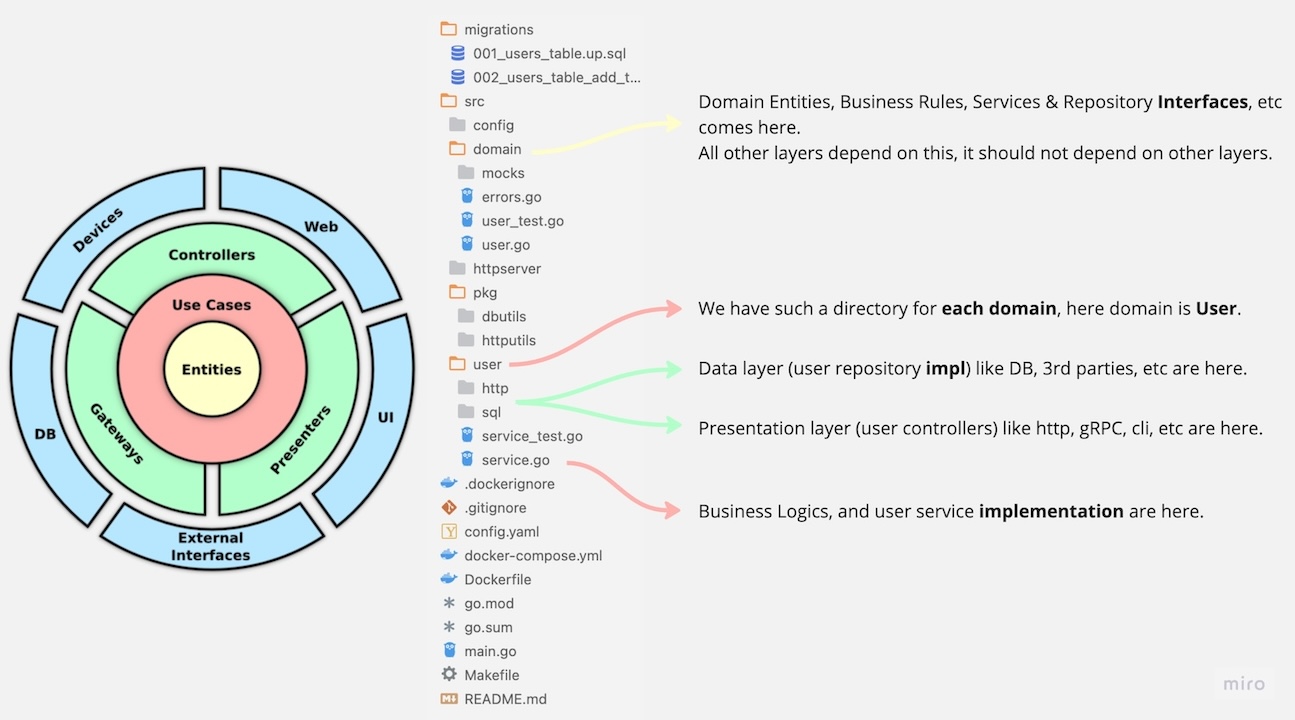 Devices
Web
Controllers
Use Cases
Entities
Gateways
Presenters
DB
UI
External
Interfaces
migrations
001_users_table.up.sql
002_users_table_add_t...
src
config
domain
mocks
errors.go
user_test.go
user.go
httpserver
pkg
dbutils
httputils
user
http
sql
service_test.go
service.go
.dockerignore
.gitignore
config.yaml
docker-compose.yml
Dockerfile
go.mod
go.sum
main.go
Makefile
README.md
Domain Entities, Business Rules, Services & Repository Interfaces, etc
comes here.
All other layers depend on this, it should not depend on other layers.
We have such a directory for each domain, here domain is User.
Data layer (user repository impl) like DB, 3rd parties, etc are here.
Presentation layer (user controllers) like http, gRPC, cli, etc are here.
Business Logics, and user service implementation are here.
miro